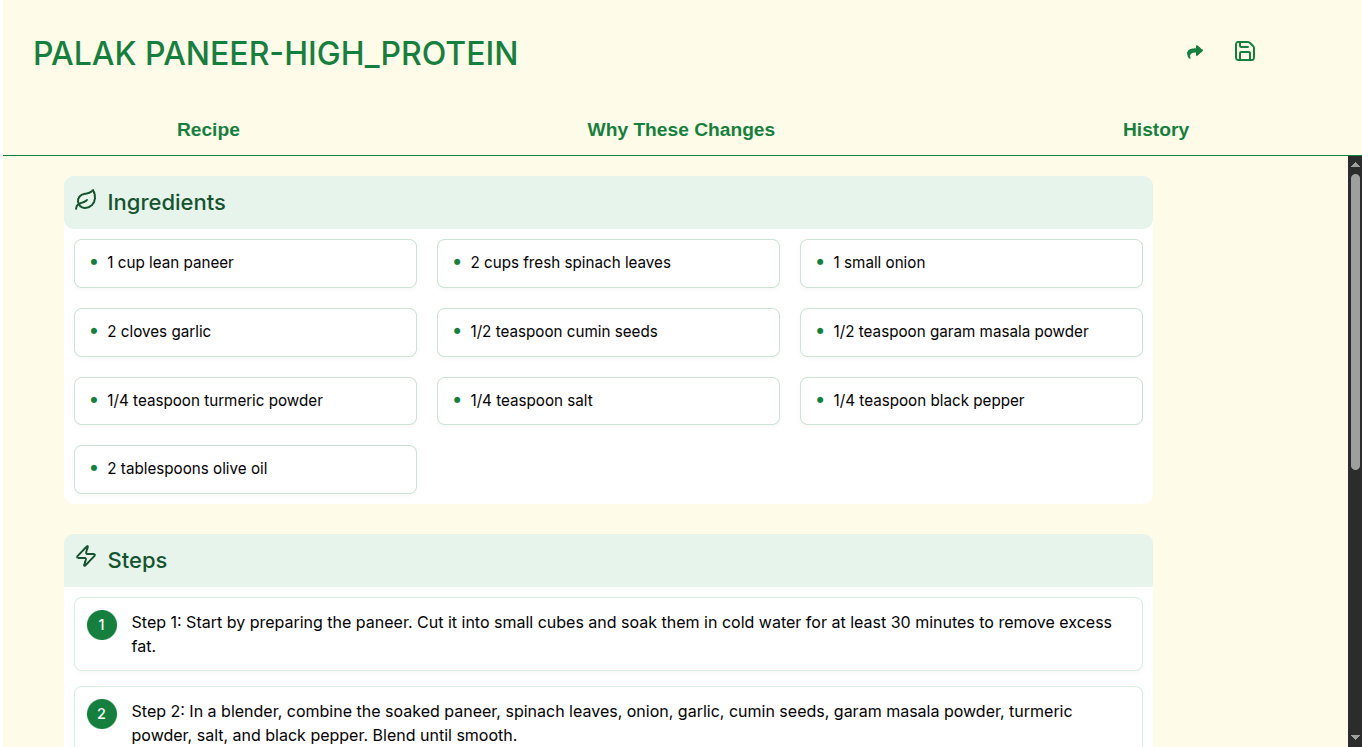 PALAK PANEER-HIGH_PROTEIN
Recipe
Why These Changes
History
Ingredients
1 cup lean paneer
2 cups fresh spinach leaves
1 small onion
2 cloves garlic
1/2 teaspoon cumin seeds
1/2 teaspoon garam masala powder
1/4 teaspoon turmeric powder
1/4 teaspoon salt
1/4 teaspoon black pepper
2 tablespoons olive oil
Steps
1
Step 1: Start by preparing the paneer. Cut it into small cubes and soak them in cold water for at least 30 minutes to remove excess
fat.
2
Step 2: In a blender, combine the soaked paneer, spinach leaves, onion, garlic, cumin seeds, garam masala powder, turmeric
powder, salt, and black pepper. Blend until smooth.